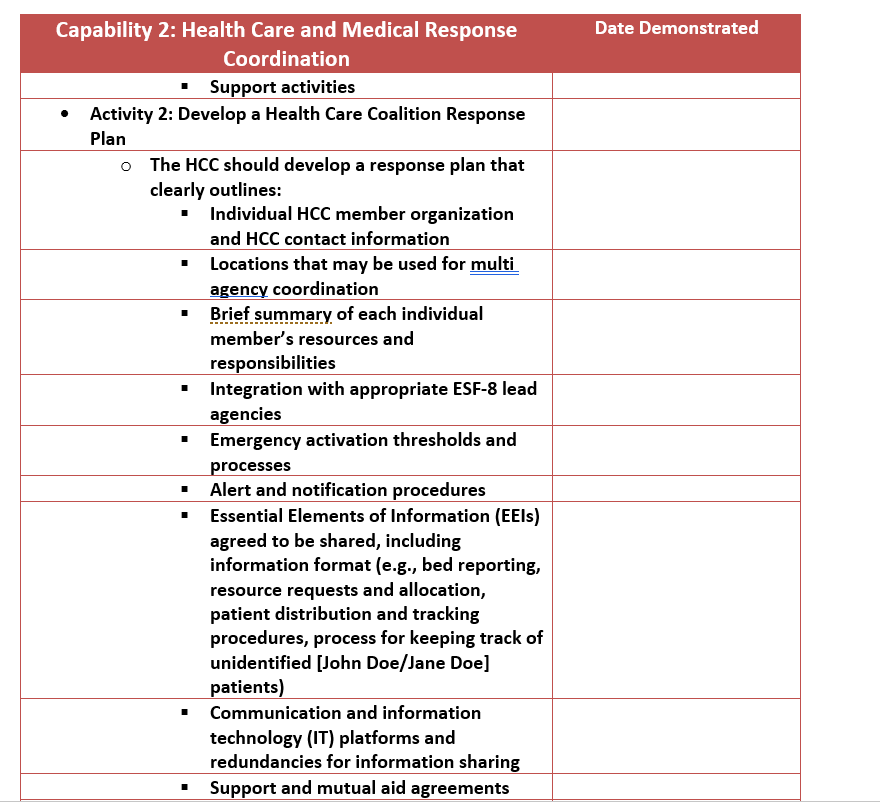 Capability 2: Health Care and Medical Response Date Demonstrated
Coordination
▪ Support activities
• Activity 2: Develop a Health Care Coalition Response
Plan
o The HCC should develop a response plan that
clearly outlines:
▪ Individual HCC member organization
and HCC contact information
▪ Locations that may be used for multi
agency coordination
▪ Brief summary of each individual
member’s resources and
responsibilities
▪ Integration with appropriate ESF-8 lead
agencies
▪ Emergency activation thresholds and
processes
▪ Alert and notification procedures
▪ Essential Elements of Information (EEIs)
agreed to be shared, including
information format (e.g., bed reporting,
resource requests and allocation,
patient distribution and tracking
procedures, process for keeping track of
unidentified [John Doe/Jane Doe]
patients)
▪ Communication and information
technology (IT) platforms and
redundancies for information sharing
▪ Support and mutual aid agreements